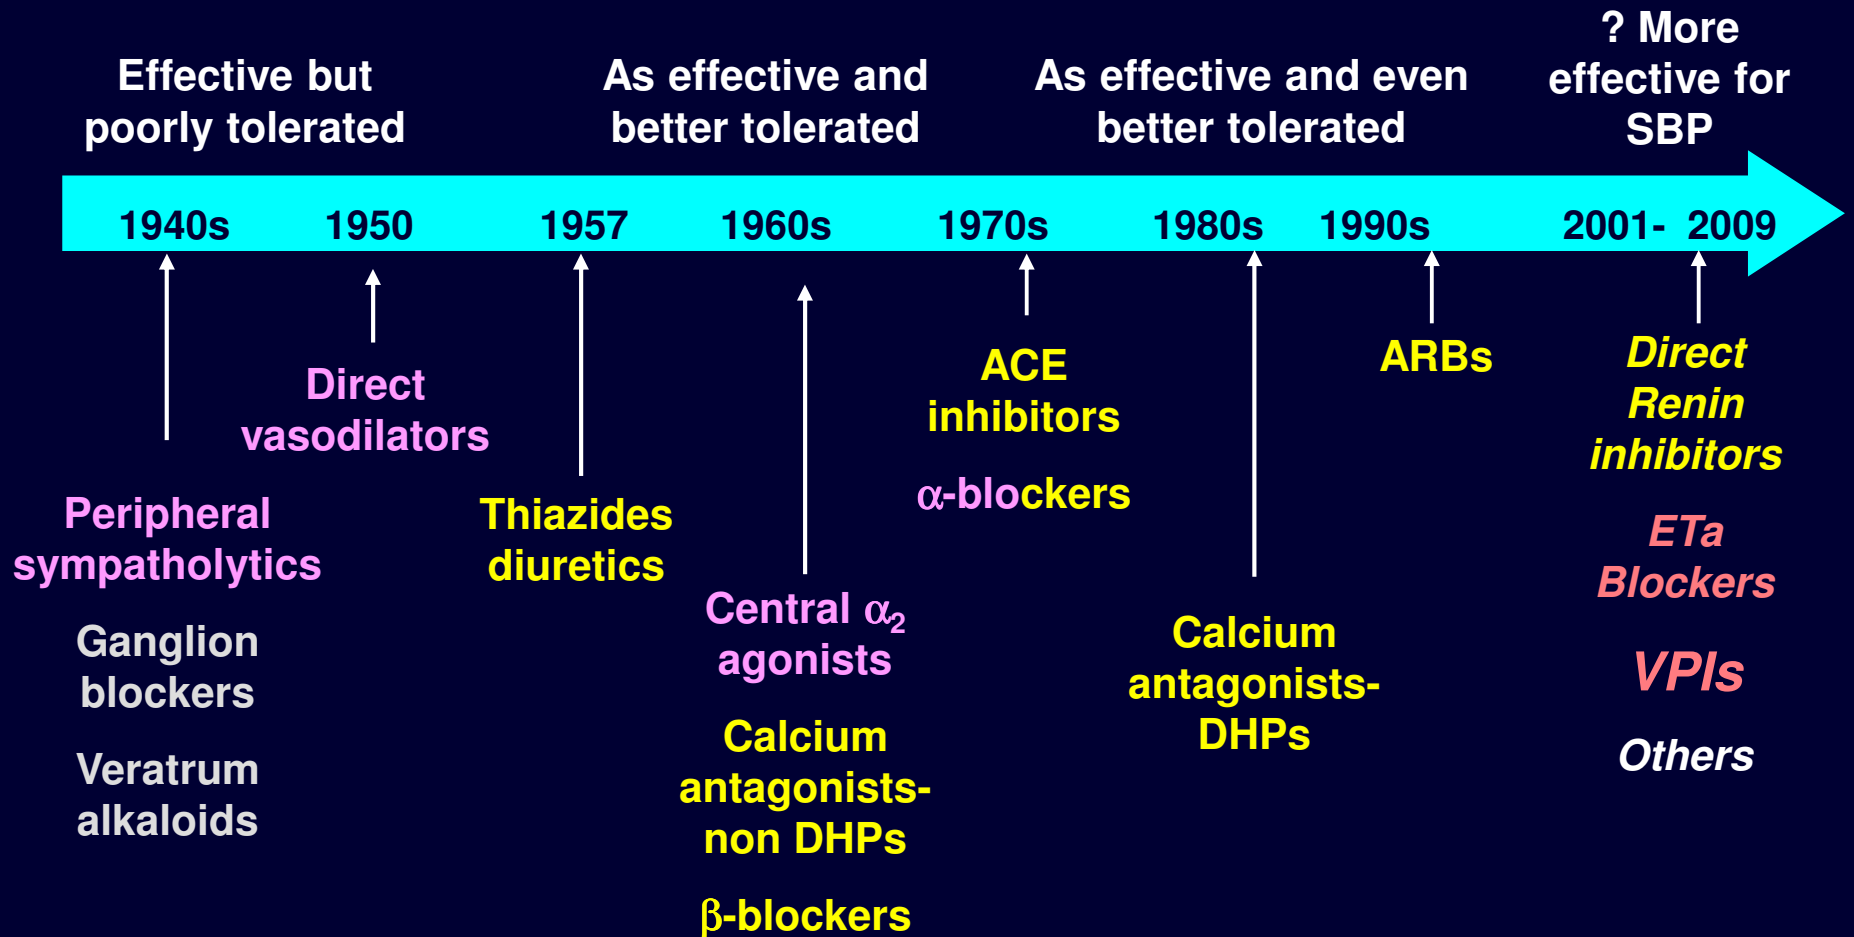 Effective but
poorly tolerated
As effective and
better tolerated
As effective and even
better tolerated
? More
effective for
SBP
1940s
1950
1957
1960s
1970s
1980s
1990s
2001- 2009
Peripheral
sympatholytics
Ganglion
blockers
Veratrum
alkaloids
Direct
vasodilators
Thiazides
diuretics
Central α₂
agonists
Calcium
antagonists-
non DHPs
β-blockers
ACE
inhibitors
α-blockers
Calcium
antagonists-
DHPs
ARBs
Direct
Renin
inhibitors
ETa
Blockers
VPIs
Others